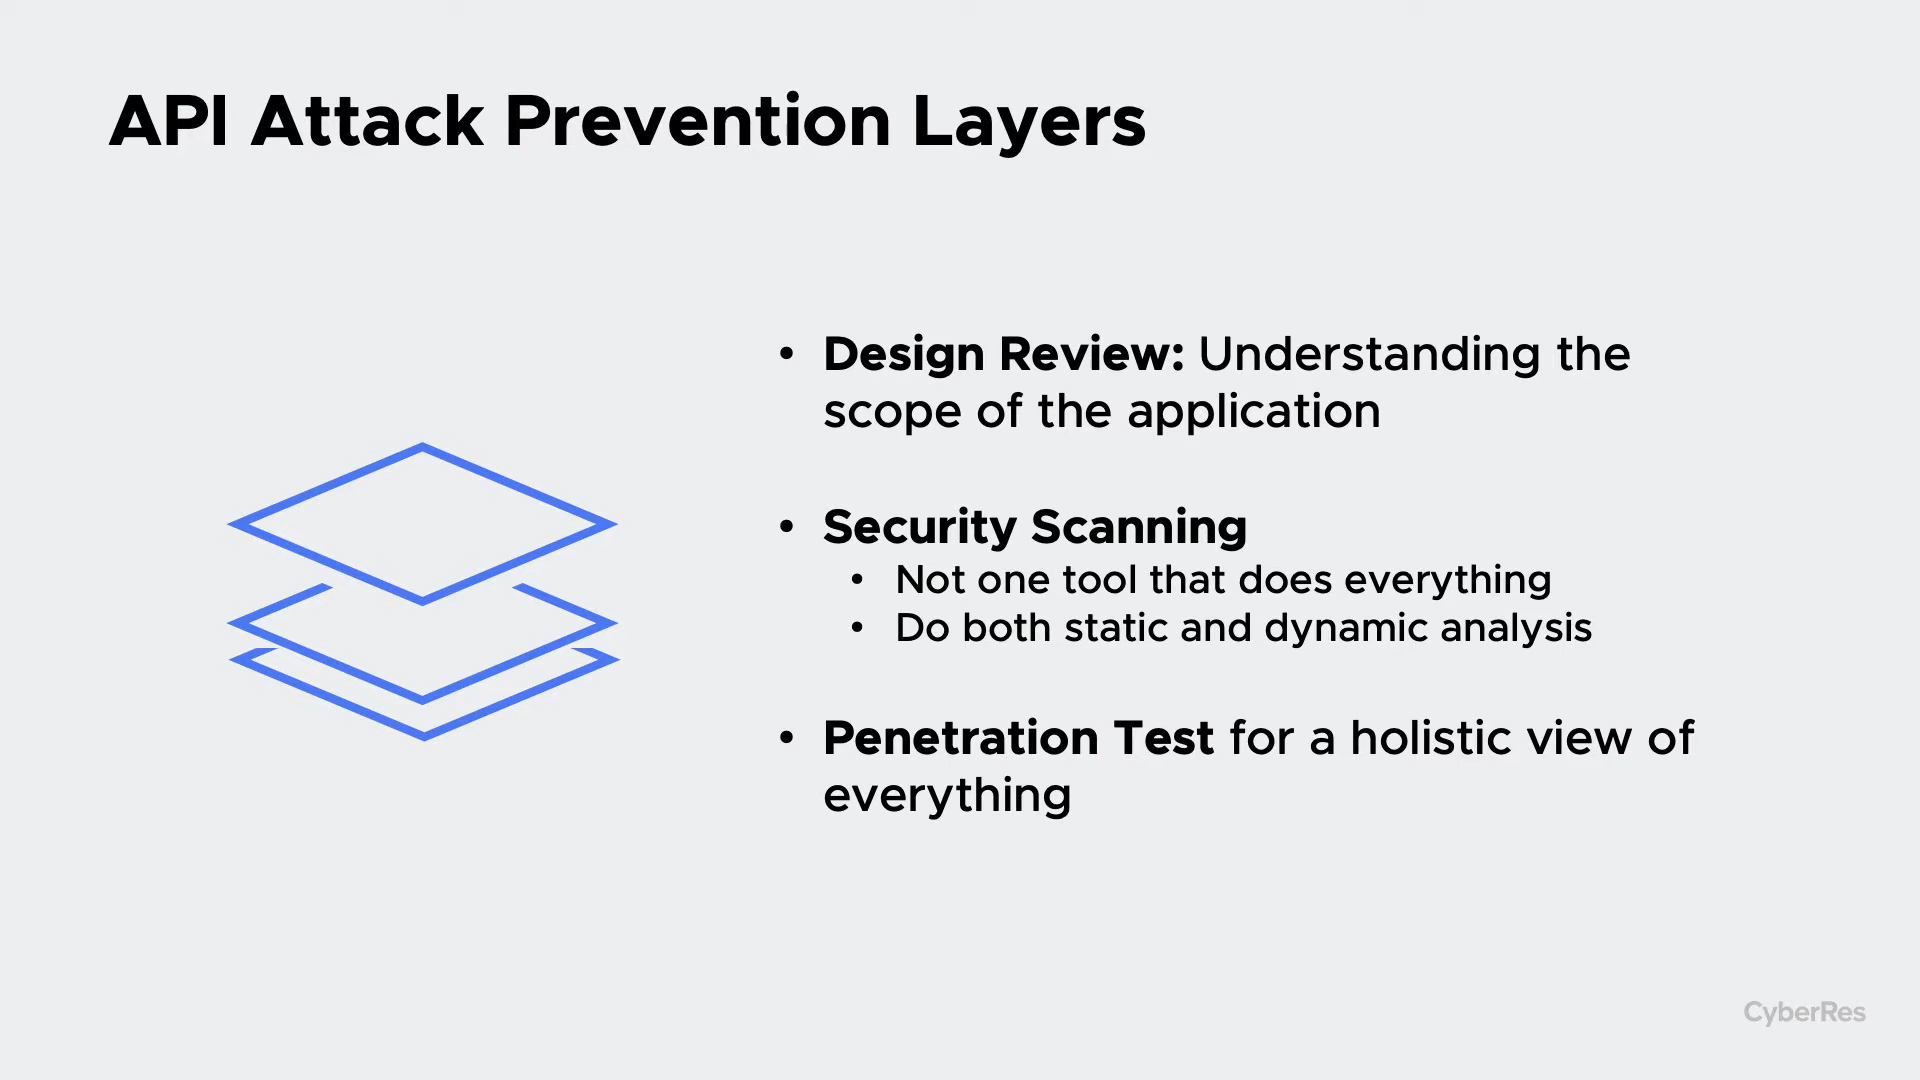 API Attack Prevention Layers
• Design Review: Understanding the
scope of the application
• Security Scanning
• Not one tool that does everything
• Do both static and dynamic analysis
• Penetration Test for a holistic view of
everything
CyberRes